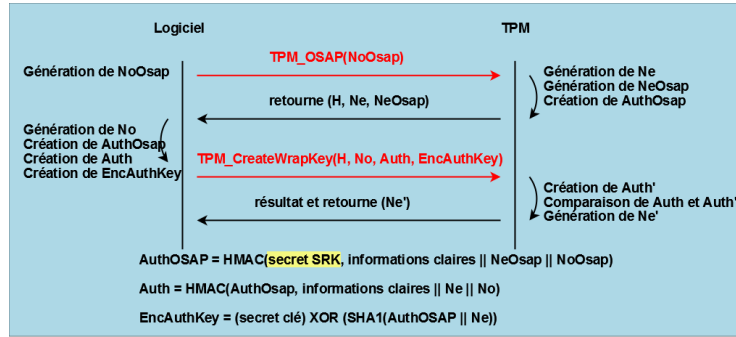 Logiciel
TPM
TPM_OSAP(NoOsap)
Génération de NoOsap
Génération de Ne
Génération de NeOsap
Création de AuthOsap
retourne (H, Ne, NeOsap)
Génération de No
Création de AuthOsap
Création de Auth
Création de EncAuthKey
TPM_CreateWrapKey(H, No, Auth, EncAuthKey)
Création de Auth'
Comparaison de Auth et Auth'
Génération de Ne'
résultat et retourne (Ne')
AuthOSAP = HMAC(secret SRK, informations claires || NeOsap || NoOsap)
Auth = HMAC(AuthOsap, informations claires || Ne || No)
EncAuthKey = (secret clé) XOR (SHA1(AuthOSAP || Ne))